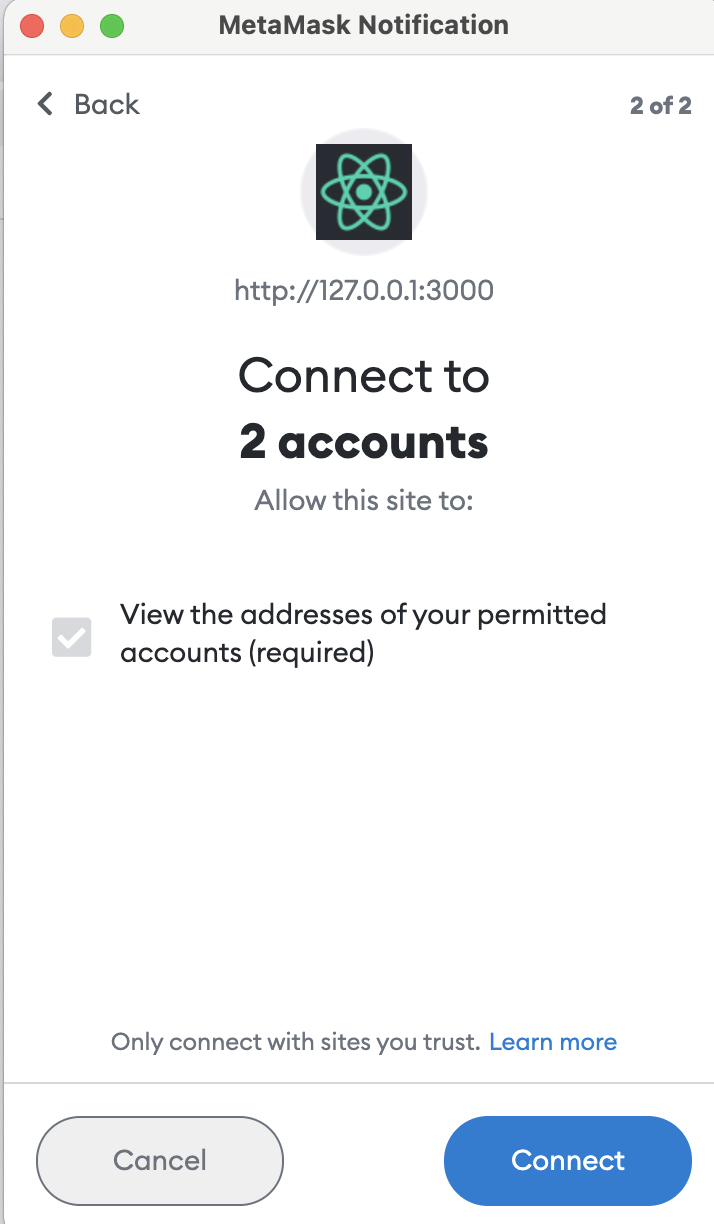 MetaMask Notification
Back
2 of 2
http://127.0.0.1:3000
Connect to
2 accounts
Allow this site to:
View the addresses of your permitted
accounts (required)
Only connect with sites you trust. Learn more
Cancel
Connect